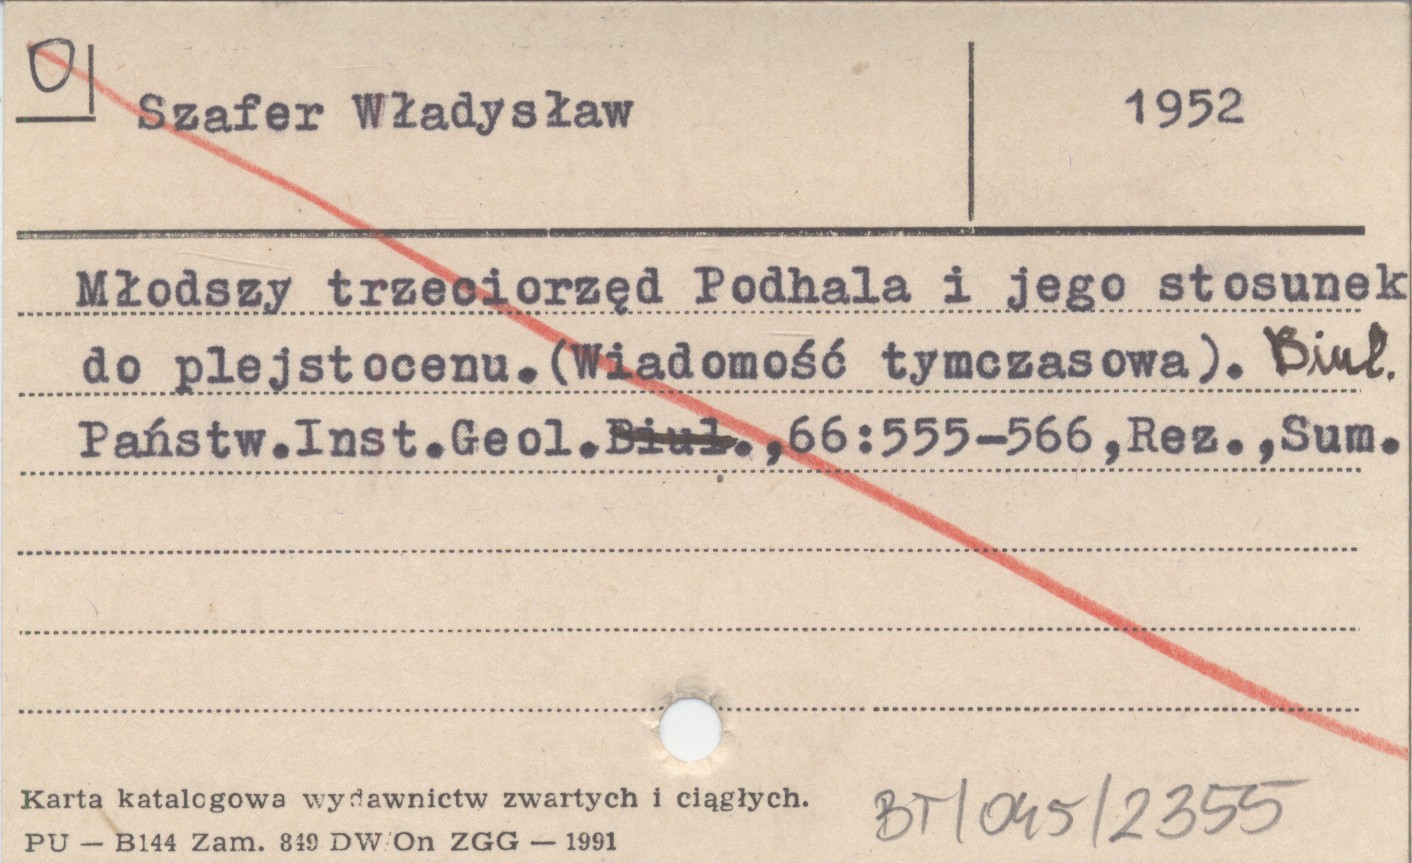 O
Szafer Władysław
1952
Młodszy trzeciorzęd Podhala i jego stosunek
do plejstocenu.(Wiadomość tymczasowa). Biul.
Państw.Inst.Geol.Biul.,66:555-566,Rez.,Sum.
Karta katalogowa wydawnictw zwartych i ciągłych.
PU — B144 Zam. 849 DW/On ZGG — 1991
BT/045/2355